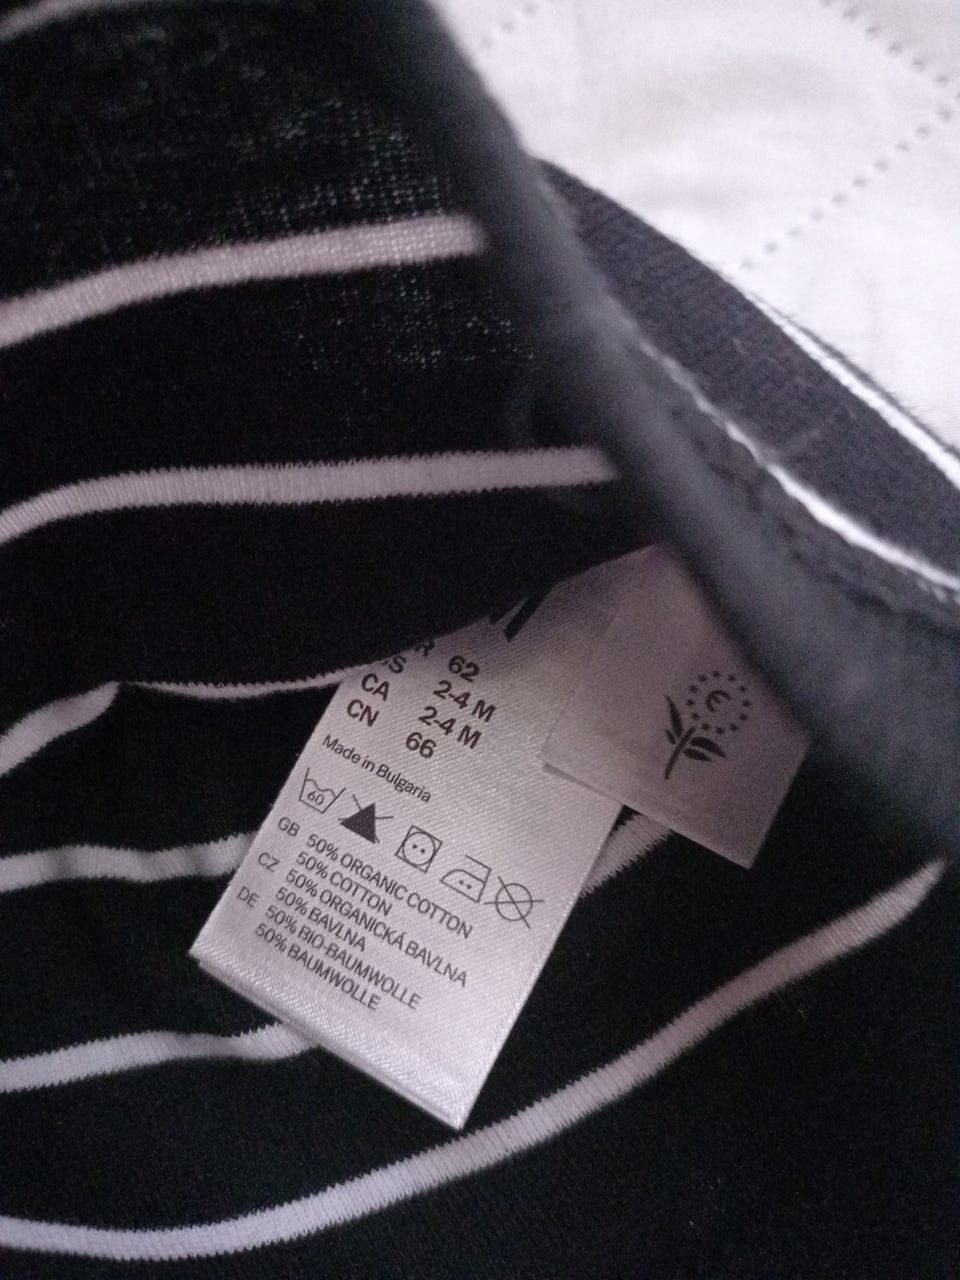 62
S 2-4 M
CA 2-4 M
CN 66
Made in Bulgaria
60
GB 50% ORGANIC COTTON
50% COTTON
CZ 50% ORGANICKÁ BAVLNA
50% BAVLNA
DE 50% BIO-BAUMWOLLE
50% BAUMWOLLE